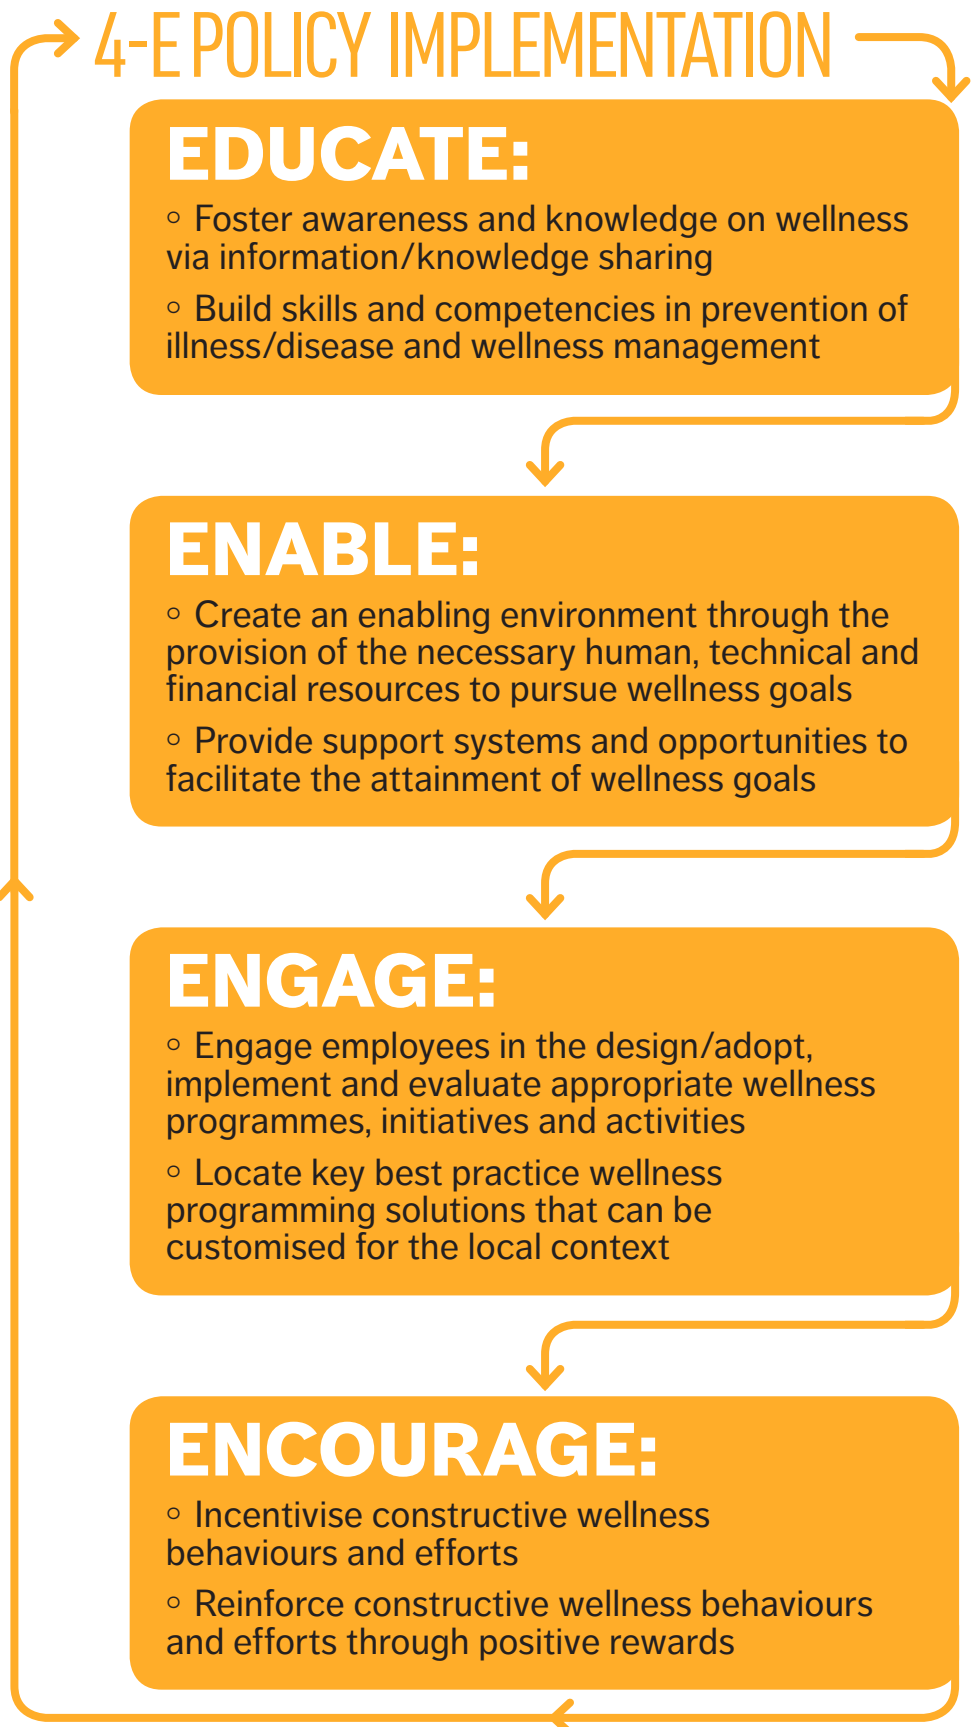 4-E POLICY IMPLEMENTATION
EDUCATE:
◦ Foster awareness and knowledge on wellness
via information/knowledge sharing
◦ Build skills and competencies in prevention of
illness/disease and wellness management
ENABLE:
◦ Create an enabling environment through the
provision of the necessary human, technical and
financial resources to pursue wellness goals
◦ Provide support systems and opportunities to
facilitate the attainment of wellness goals
ENGAGE:
◦ Engage employees in the design/adopt,
implement and evaluate appropriate wellness
programmes, initiatives and activities
◦ Locate key best practice wellness
programming solutions that can be
customised for the local context
ENCOURAGE:
◦ Incentivise constructive wellness
behaviours and efforts
◦ Reinforce constructive wellness behaviours
and efforts through positive rewards